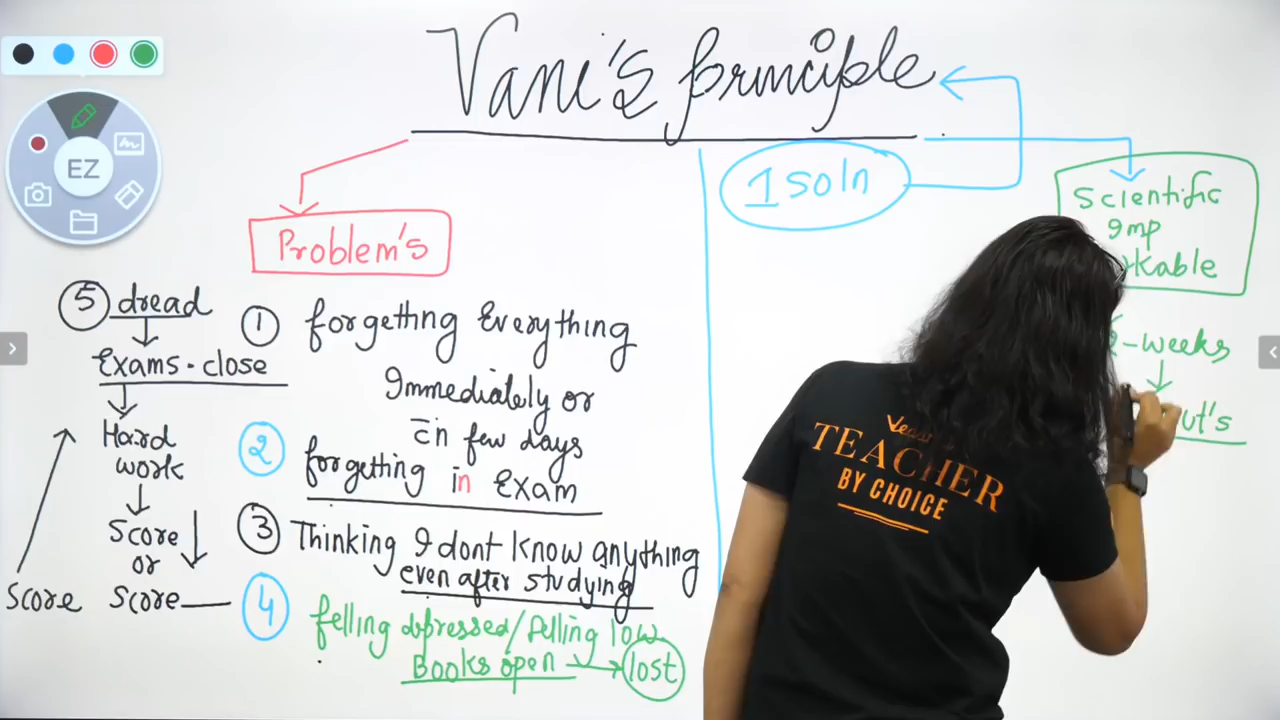 EZ
Vani's principle
1 soln
Scientific
Imp
kable
2-weeks
ut's
Problem's
5 dread
Exams - close
Hard
work
Score
or
Score
Score
1 forgetting Everything
Immediately or
in few days
2 forgetting in Exam
3 Thinking I dont know anything
even after studying
4 felling depressed/felling low
Books open → lost
TEACHER
BY CHOICE